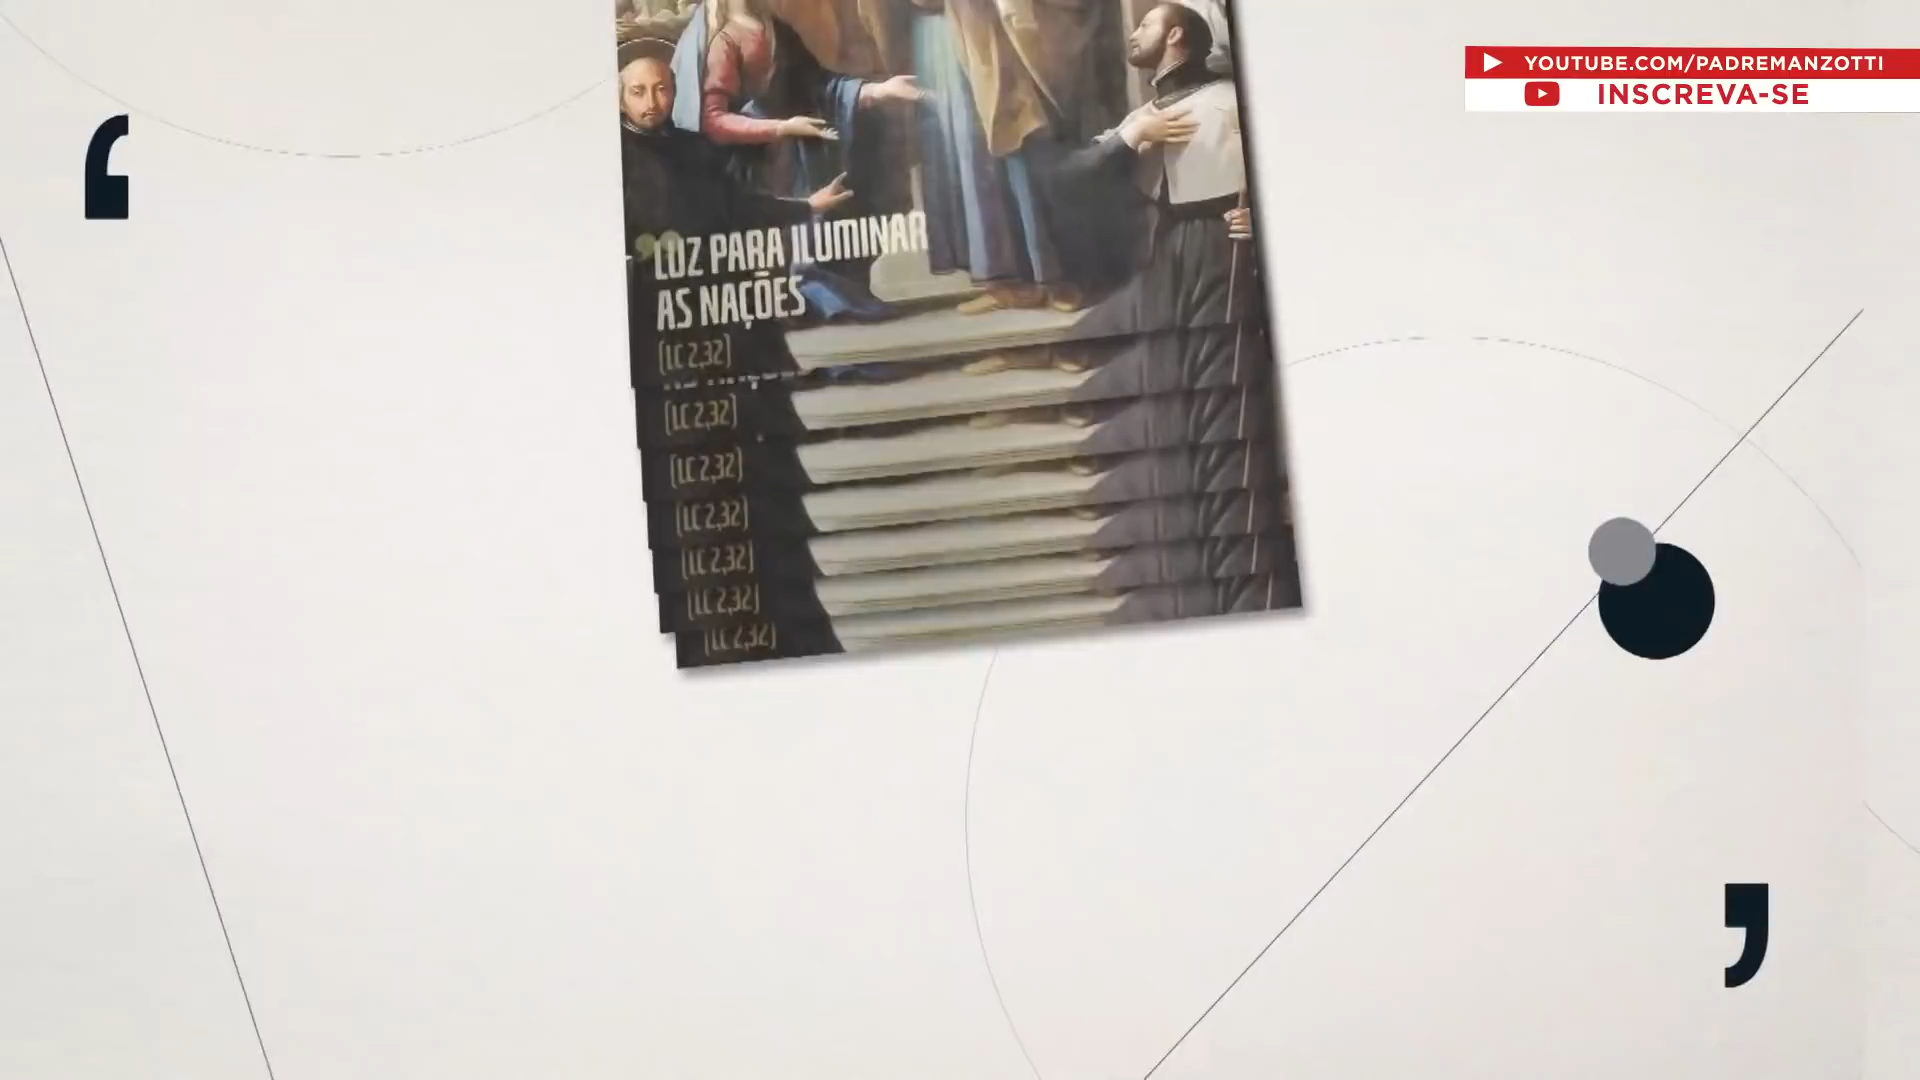 YOUTUBE.COM/PADREMANZOTTI
INSCREVA-SE
LUZ PARA ILUMINAR
AS NAÇÕES
(LC 2,32)
(LC 2,32)
(LC 2,32)
(LC 2,32)
(LC 2,32)
(LC 2,32)
(LC 2,32)